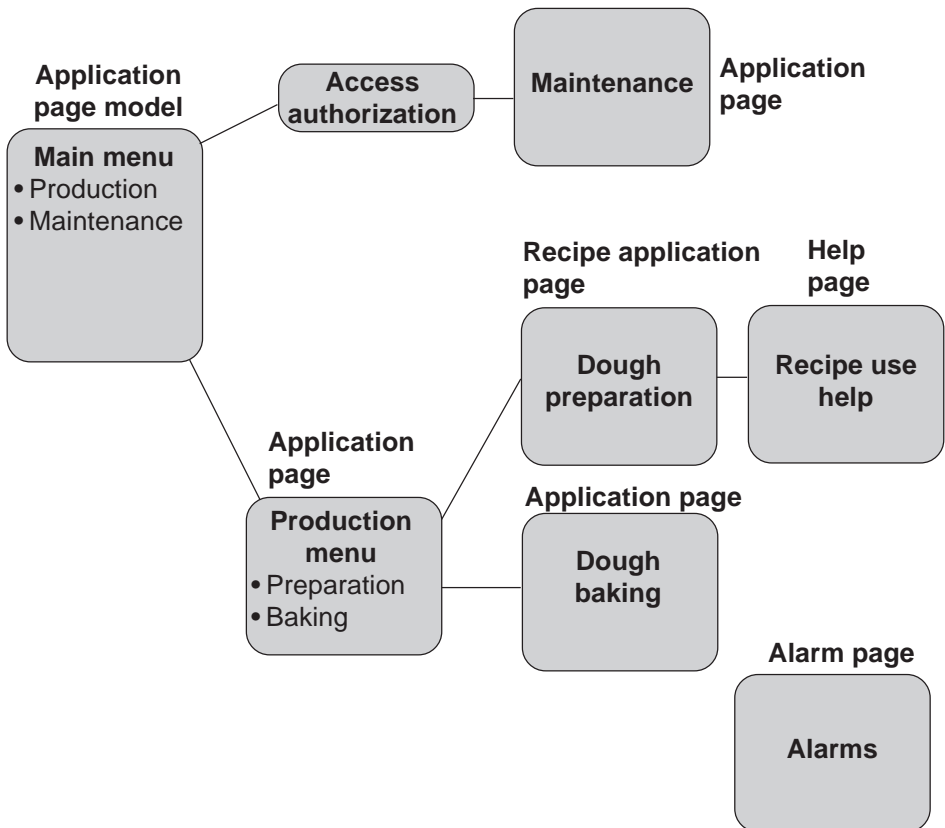 Application
page model
Main menu
• Production
• Maintenance
Access
authorization
Maintenance
Application
page
Recipe application
page
Dough
preparation
Help
page
Recipe use
help
Application
page
Production
menu
• Preparation
• Baking
Application page
Dough
baking
Alarm page
Alarms